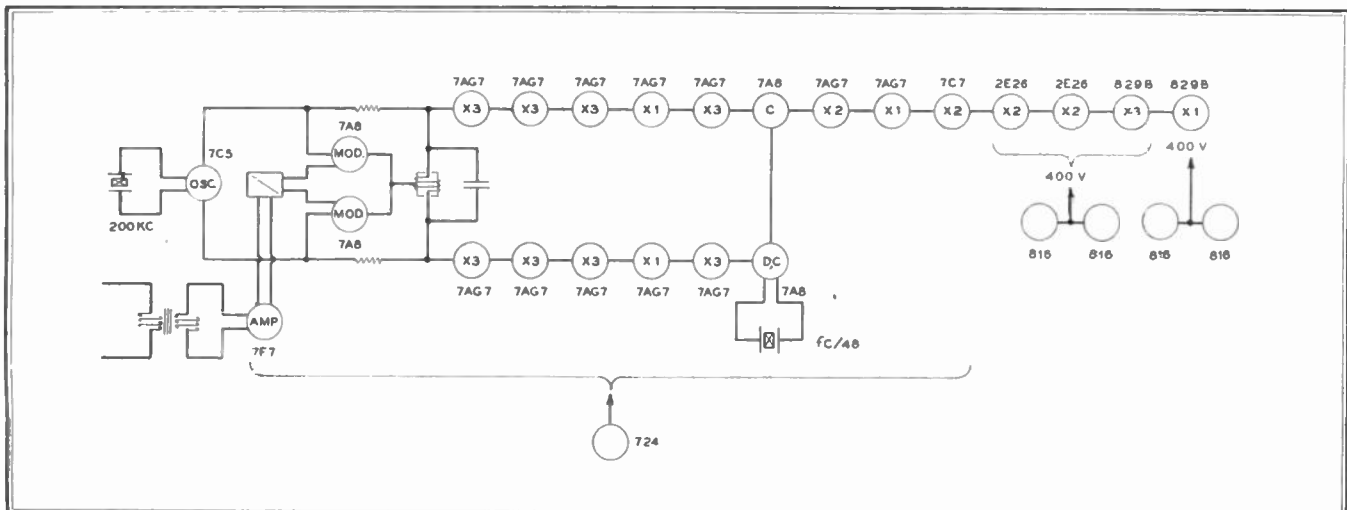 7AG7 7AG7 7AG7 7AG7 7AG7 7A8 7AG7 7AG7 7C7 2E26 2E26 829B 829B
X3 X3 X3 X1 X3 C X2 X1 X2 X2 X2 X3 X1
7A8
MOD.
7C5
OSC.
200KC
400 V
400 V
MOD
7A8
816 816 816 816
X3 X3 X3 X1 X3 D,C
7AG7 7AG7 7AG7 7AG7 7AG7 7A8
AMP
7F7
fC/48
724